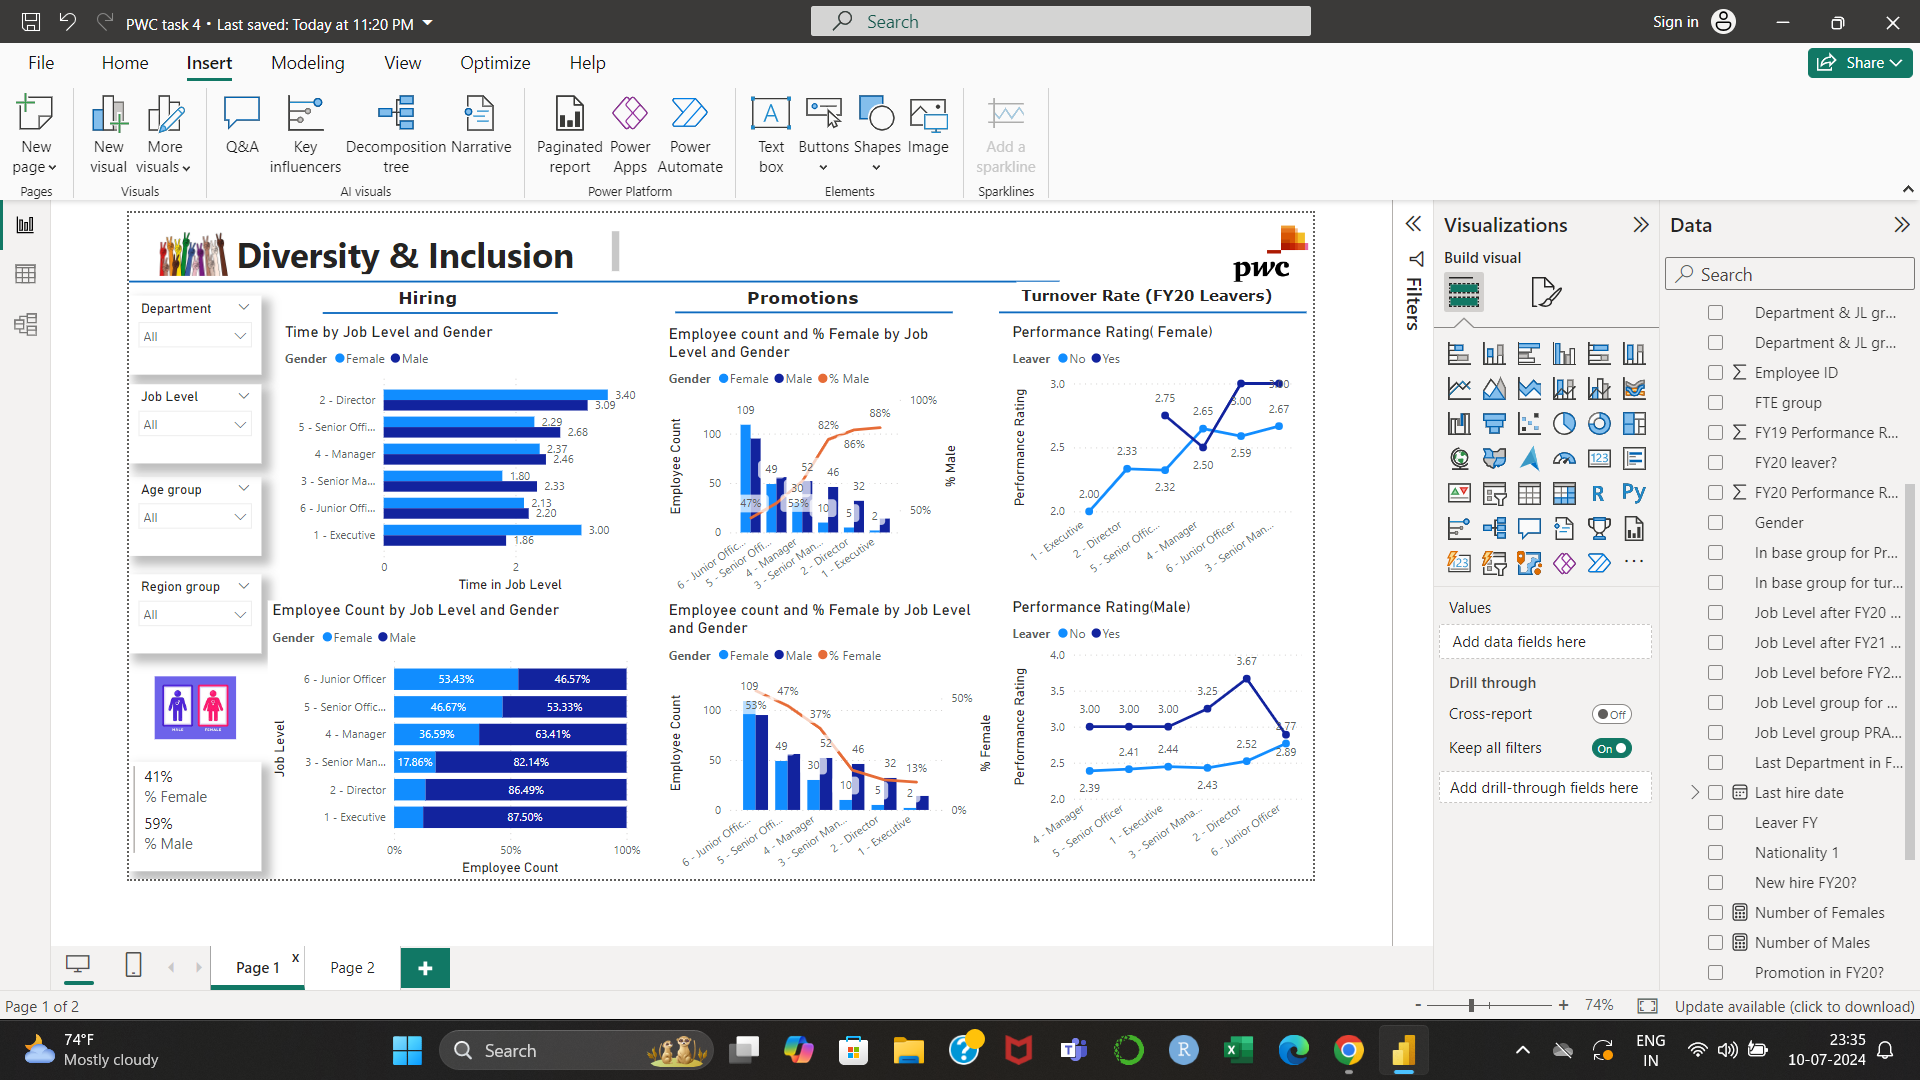 PWC task 4 • Last saved: Today at 11:20 PM
Search
Sign in
File
Home
Insert
Modeling
View
Optimize
Help
Share
New page
New visual
More visuals
Q&A
Key influencers
Decomposition tree
Narrative
Paginated report
Power Apps
Power Automate
Text box
Buttons
Shapes
Image
Add a sparkline
Pages
Visuals
AI visuals
Power Platform
Elements
Sparklines
Diversity & Inclusion
pwc
Department
All
Job Level
All
Age group
All
Region group
All
MALE
FEMALE
41%
% Female
59%
% Male
Hiring
Time by Job Level and Gender
Gender Female Male
2 - Director 3.40 3.09
5 - Senior Offi... 2.29 2.68
4 - Manager 2.37 2.46
3 - Senior Ma... 1.80 2.33
6 - Junior Offi... 2.13 2.20
1 - Executive 3.00 1.86
0 2
Time in Job Level
Employee Count by Job Level and Gender
Gender Female Male
Job Level
6 - Junior Officer 53.43% 46.57%
5 - Senior Offic... 46.67% 53.33%
4 - Manager 36.59% 63.41%
3 - Senior Man... 17.86% 82.14%
2 - Director 86.49%
1 - Executive 87.50%
0% 50% 100%
Employee Count
Promotions
Employee count and % Female by Job
Level and Gender
Gender Female Male % Male
Employee Count
% Male
100 50 0
100% 50%
109 49 30 52 10 46 5 32 2
47% 53% 82% 86% 88%
6 - Junior Offic...
5 - Senior Offi...
4 - Manager
3 - Senior Man...
2 - Director
1 - Executive
Employee count and % Female by Job Level
and Gender
Gender Female Male % Female
Employee Count
% Female
100 50 0
50% 0%
109 49 30 52 10 46 5 32 2
53% 47% 37% 13%
6 - Junior Offic...
5 - Senior Offi...
4 - Manager
3 - Senior Man...
2 - Director
1 - Executive
Turnover Rate (FY20 Leavers)
Performance Rating( Female)
Leaver No Yes
Performance Rating
3.0 2.5 2.0
2.00 2.33 2.32 2.75 2.65 2.50 3.00 2.59 2.67
1 - Executive
2 - Director
5 - Senior Offic...
4 - Manager
6 - Junior Officer
3 - Senior Man...
Performance Rating(Male)
Leaver No Yes
Performance Rating
4.0 3.5 3.0 2.5 2.0
3.00 3.00 3.00 3.25 3.67 2.39 2.41 2.44 2.43 2.52 2.77 2.89
4 - Manager
5 - Senior Officer
1 - Executive
3 - Senior Mana...
2 - Director
6 - Junior Officer
Filters
Visualizations
Build visual
Values
Add data fields here
Drill through
Cross-report Off
Keep all filters On
Add drill-through fields here
Data
Search
Department & JL gr...
Department & JL gr...
Employee ID
FTE group
FY19 Performance R...
FY20 leaver?
FY20 Performance R...
Gender
In base group for Pr...
In base group for tur...
Job Level after FY20 ...
Job Level after FY21 ...
Job Level before FY2...
Job Level group for ...
Job Level group PRA...
Last Department in F...
Last hire date
Leaver FY
Nationality 1
New hire FY20?
Number of Females
Number of Males
Promotion in FY20?
Page 1
Page 2
Page 1 of 2
- + 74%
Update available (click to download)
74°F
Mostly cloudy
Search
ENG
IN
23:35
10-07-2024